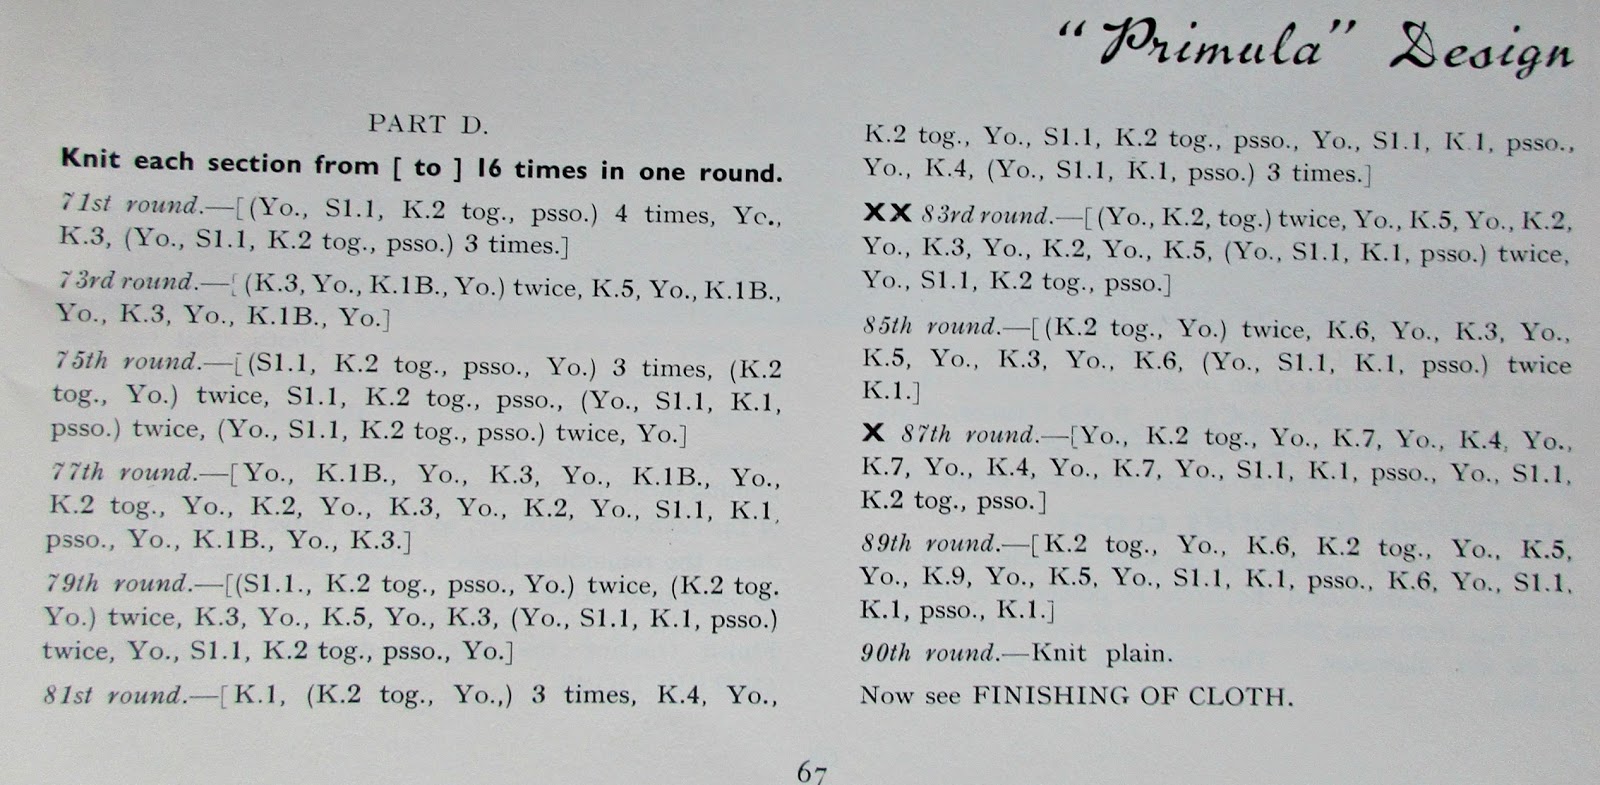 "Primula" Design
PART D.
Knit each section from [ to ] 16 times in one round.
71st round.—[(Yo., S1.1, K.2 tog., psso.) 4 times, Yo.,
K.3, (Yo., S1.1, K.2 tog., psso.) 3 times.]
73rd round.—[(K.3, Yo., K.1B., Yo.) twice, K.5, Yo., K.1B.,
Yo., K.3, Yo., K.1B., Yo.]
75th round.—[(S1.1, K.2 tog., psso., Yo.) 3 times, (K.2
tog., Yo.) twice, S1.1, K.2 tog., psso., (Yo., S1.1, K.1,
psso.) twice, (Yo., S1.1, K.2 tog., psso.) twice, Yo.]
77th round.—[Yo., K.1B., Yo., K.3, Yo., K.1B., Yo.,
K.2 tog., Yo., K.2, Yo., K.3, Yo., K.2, Yo., S1.1, K.1,
psso., Yo., K.1B., Yo., K.3.]
79th round.—[(S1.1., K.2 tog., psso, Yo.) twice, (K.2 tog.
Yo.) twice, K.3, Yo., K.5, Yo., K.3, (Yo., S1.1, K.1, psso.)
twice, Yo., S1.1, K.2 tog., psso., Yo.]
81st round.—[K.1, (K.2 tog., Yo.,) 3 times, K.4, Yo.,
K.2 tog., Yo., S1.1, K.2 tog., psso., Yo., S1.1, K.1, psso.,
Yo., K.4, (Yo., S1.1, K.1, psso.) 3 times.]
XX 83rd round.—[(Yo., K.2, tog.) twice, Yo., K.5, Yo., K.2,
Yo., K.3, Yo., K.2, Yo., K.5, (Yo., S1.1, K.1, psso.) twice,
Yo., S1.1, K.2 tog., psso.]
85th round.—[(K.2 tog., Yo.) twice, K.6, Yo., K.3, Yo.,
K.5, Yo., K.3, Yo., K.6, (Yo., S1.1, K.1, psso.) twice
K.1.]
X 87th round.—[Yo., K.2 tog., Yo., K.7, Yo., K.4, Yo.,
K.7, Yo., K.4, Yo., K.7, Yo., S1.1, K.1, psso., Yo., S1.1,
K.2 tog., psso.]
89th round.—[K.2 tog., Yo., K.6, K.2 tog., Yo., K.5,
Yo., K.9, Yo., K.5, Yo., S1.1, K.1, psso., K.6, Yo., S1.1,
K.1, psso., K.1.]
90th round.—Knit plain.
Now see FINISHING OF CLOTH.
67